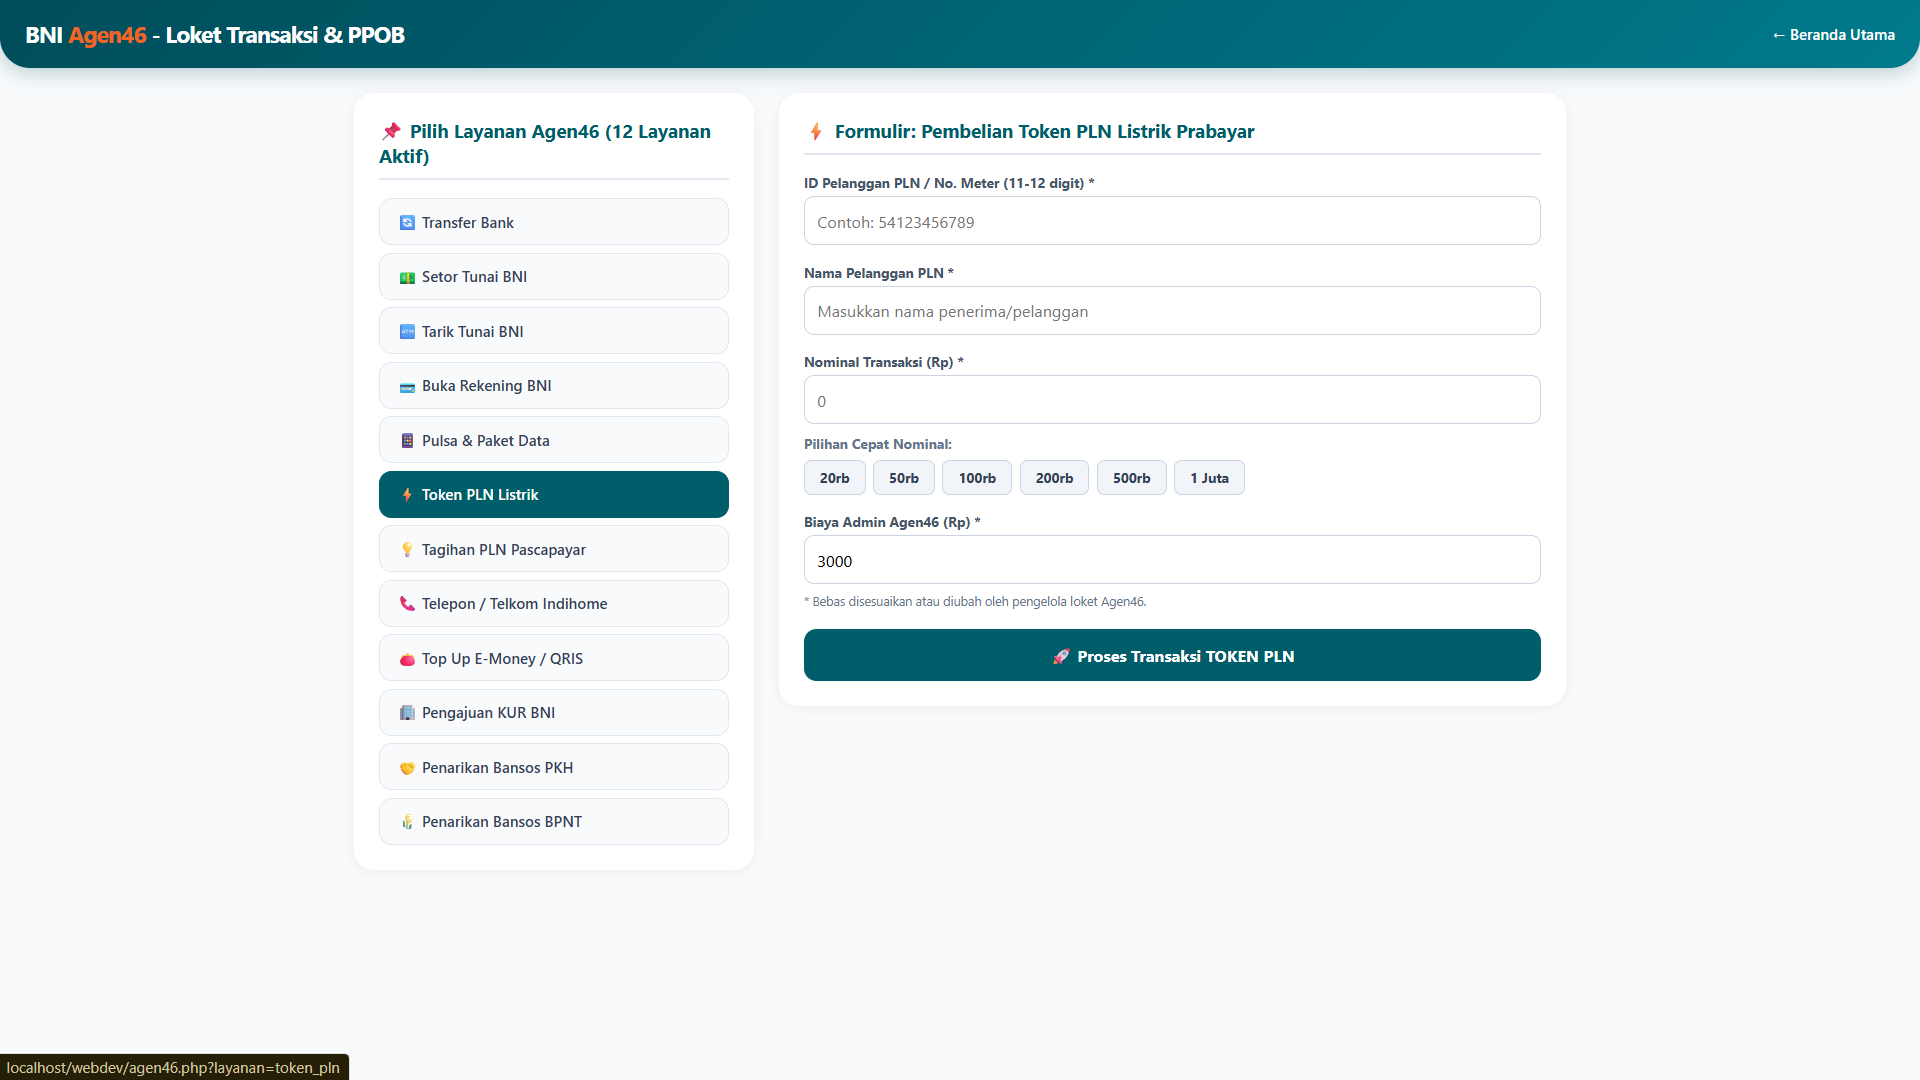 BNI Agen46 - Loket Transaksi & PPOB
← Beranda Utama
📌 Pilih Layanan Agen46 (12 Layanan
Aktif)
Transfer Bank
Setor Tunai BNI
Tarik Tunai BNI
Buka Rekening BNI
Pulsa & Paket Data
Token PLN Listrik
Tagihan PLN Pascapayar
Telepon / Telkom Indihome
Top Up E-Money / QRIS
Pengajuan KUR BNI
Penarikan Bansos PKH
Penarikan Bansos BPNT
⚡ Formulir: Pembelian Token PLN Listrik Prabayar
ID Pelanggan PLN / No. Meter (11-12 digit) *
Contoh: 54123456789
Nama Pelanggan PLN *
Masukkan nama penerima/pelanggan
Nominal Transaksi (Rp) *
0
Pilihan Cepat Nominal:
20rb 50rb 100rb 200rb 500rb 1 Juta
Biaya Admin Agen46 (Rp) *
3000
* Bebas disesuaikan atau diubah oleh pengelola loket Agen46.
🚀 Proses Transaksi TOKEN PLN
localhost/webdev/agen46.php?layanan=token_pln